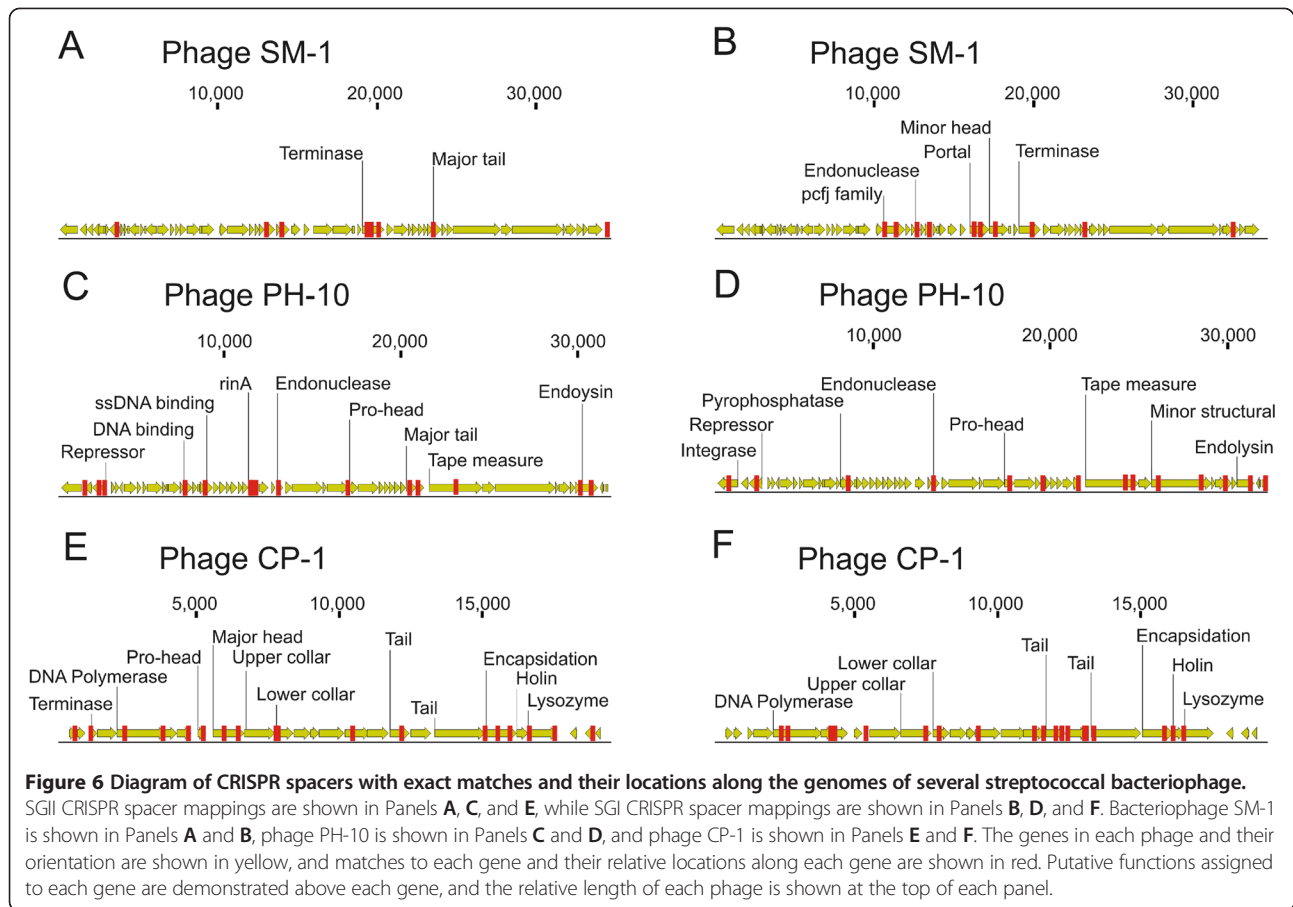 A
Phage SM-1
10,000
20,000
30,000
Terminase
Major tail
B
Phage SM-1
10,000
20,000
30,000
Minor head
Portal
Terminase
Endonuclease
pcfj family
C
Phage PH-10
10,000
20,000
30,000
rinA
Endonuclease
Endoysin
ssDNA binding
Pro-head
DNA binding
Major tail
Repressor
Tape measure
D
Phage PH-10
10,000
20,000
30,000
Endonuclease
Tape measure
Pyrophosphatase
Minor structural
Repressor
Pro-head
Integrase
Endolysin
E
Phage CP-1
5,000
10,000
15,000
Major head
Tail
Pro-head
Upper collar
Encapsidation
DNA Polymerase
Holin
Lower collar
Terminase
Tail
Lysozyme
F
Phage CP-1
5,000
10,000
15,000
Tail
Encapsidation
Lower collar
Tail
Holin
Upper collar
DNA Polymerase
Lysozyme
Figure 6 Diagram of CRISPR spacers with exact matches and their locations along the genomes of several streptococcal bacteriophage.
SGII CRISPR spacer mappings are shown in Panels A, C, and E, while SGI CRISPR spacer mappings are shown in Panels B, D, and F. Bacteriophage SM-1
is shown in Panels A and B, phage PH-10 is shown in Panels C and D, and phage CP-1 is shown in Panels E and F. The genes in each phage and their
orientation are shown in yellow, and matches to each gene and their relative locations along each gene are shown in red. Putative functions assigned
to each gene are demonstrated above each gene, and the relative length of each phage is shown at the top of each panel.